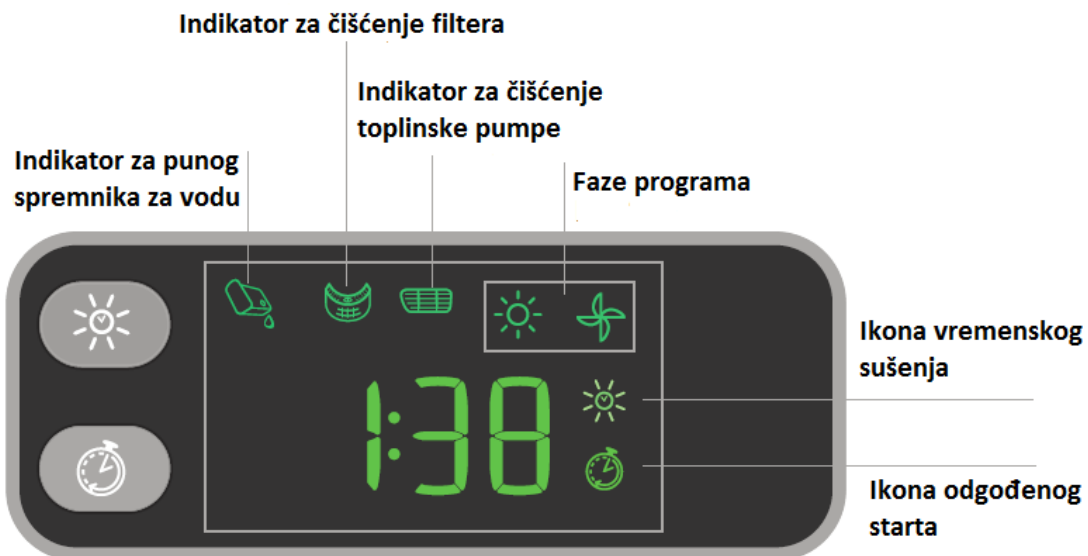 Indikator za čišćenje filtera
Indikator za čišćenje
toplinske pumpe
Indikator za punog
spremnika za vodu
Faze programa
1:38
Ikona vremenskog
sušenja
Ikona odgođenog
starta